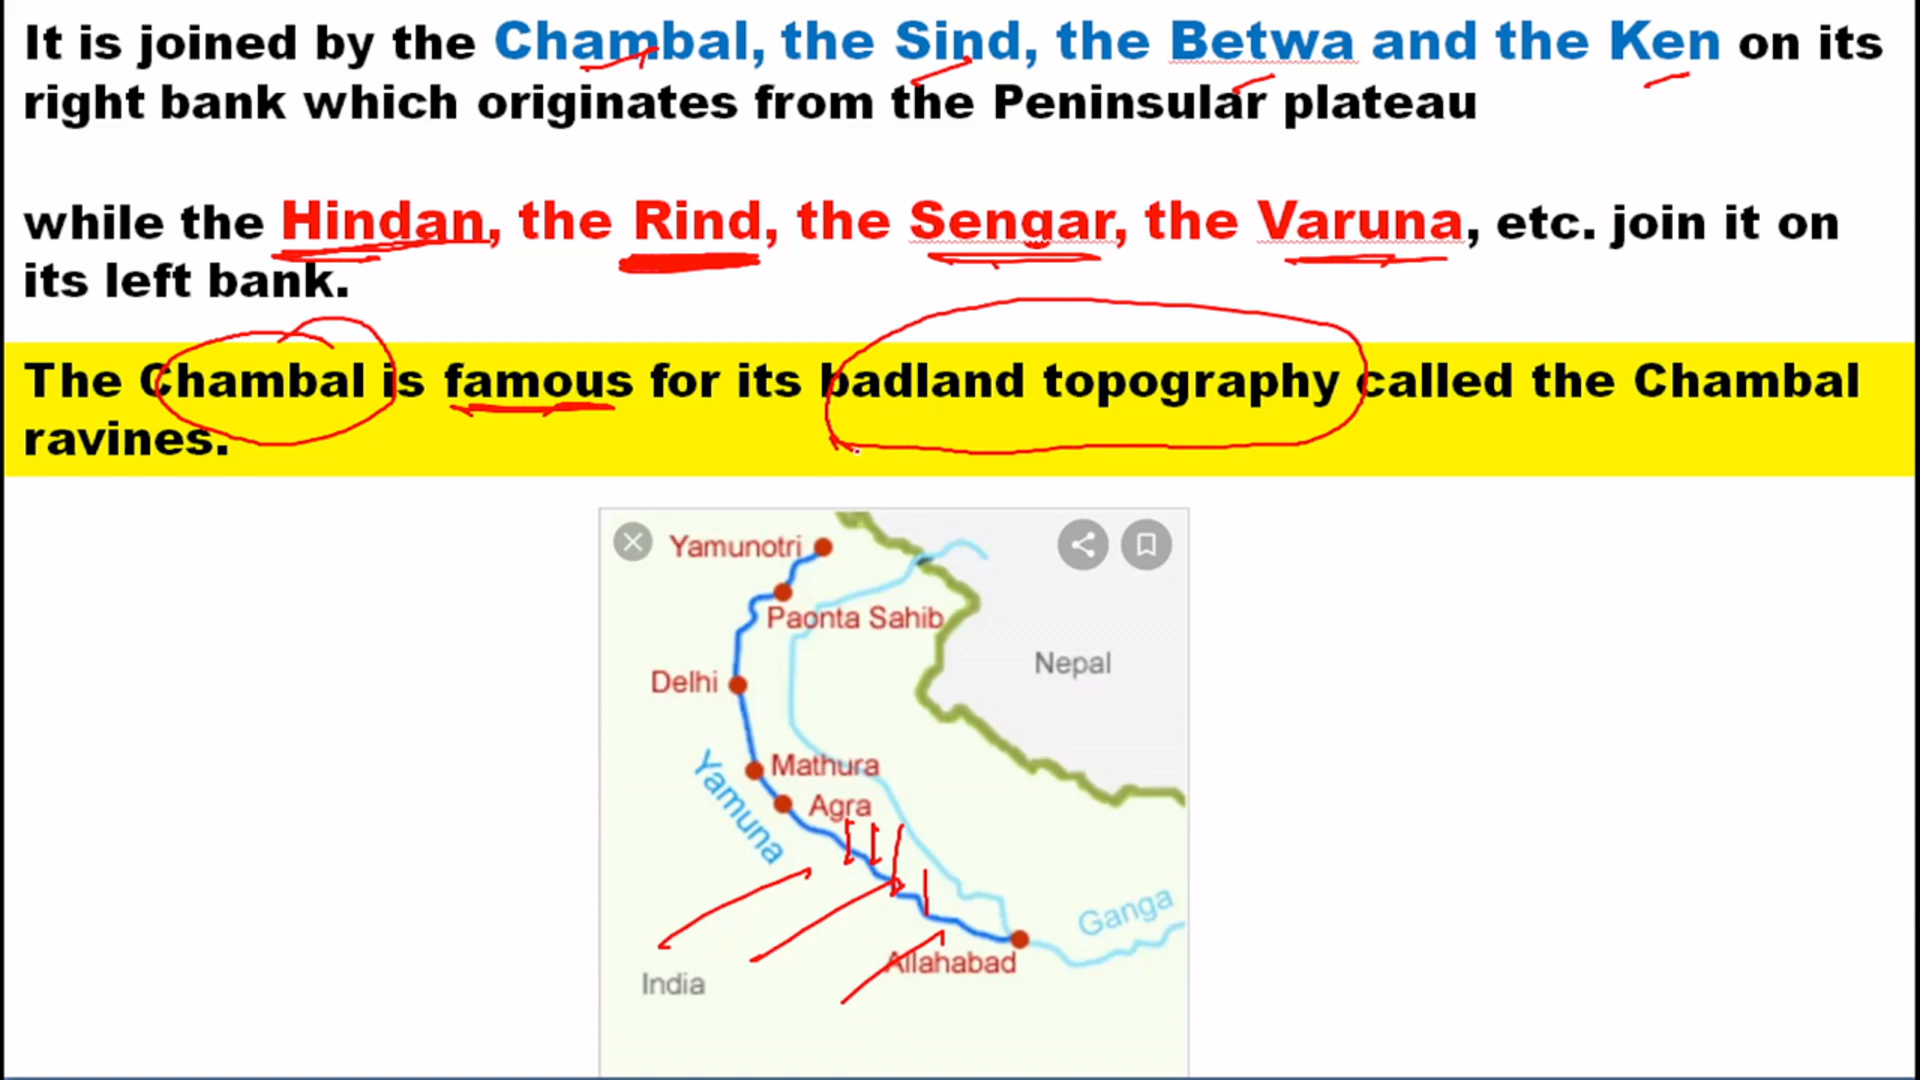 It is joined by the Chambal, the Sind, the Betwa and the Ken on its
right bank which originates from the Peninsular plateau
while the Hindan, the Rind, the Sengar, the Varuna, etc. join it on
its left bank.
The Chambal is famous for its badland topography called the Chambal
ravines.
Yamunotri
Paonta Sahib
Nepal
Delhi
Mathura
Yamuna
Agra
Ganga
Allahabad
India